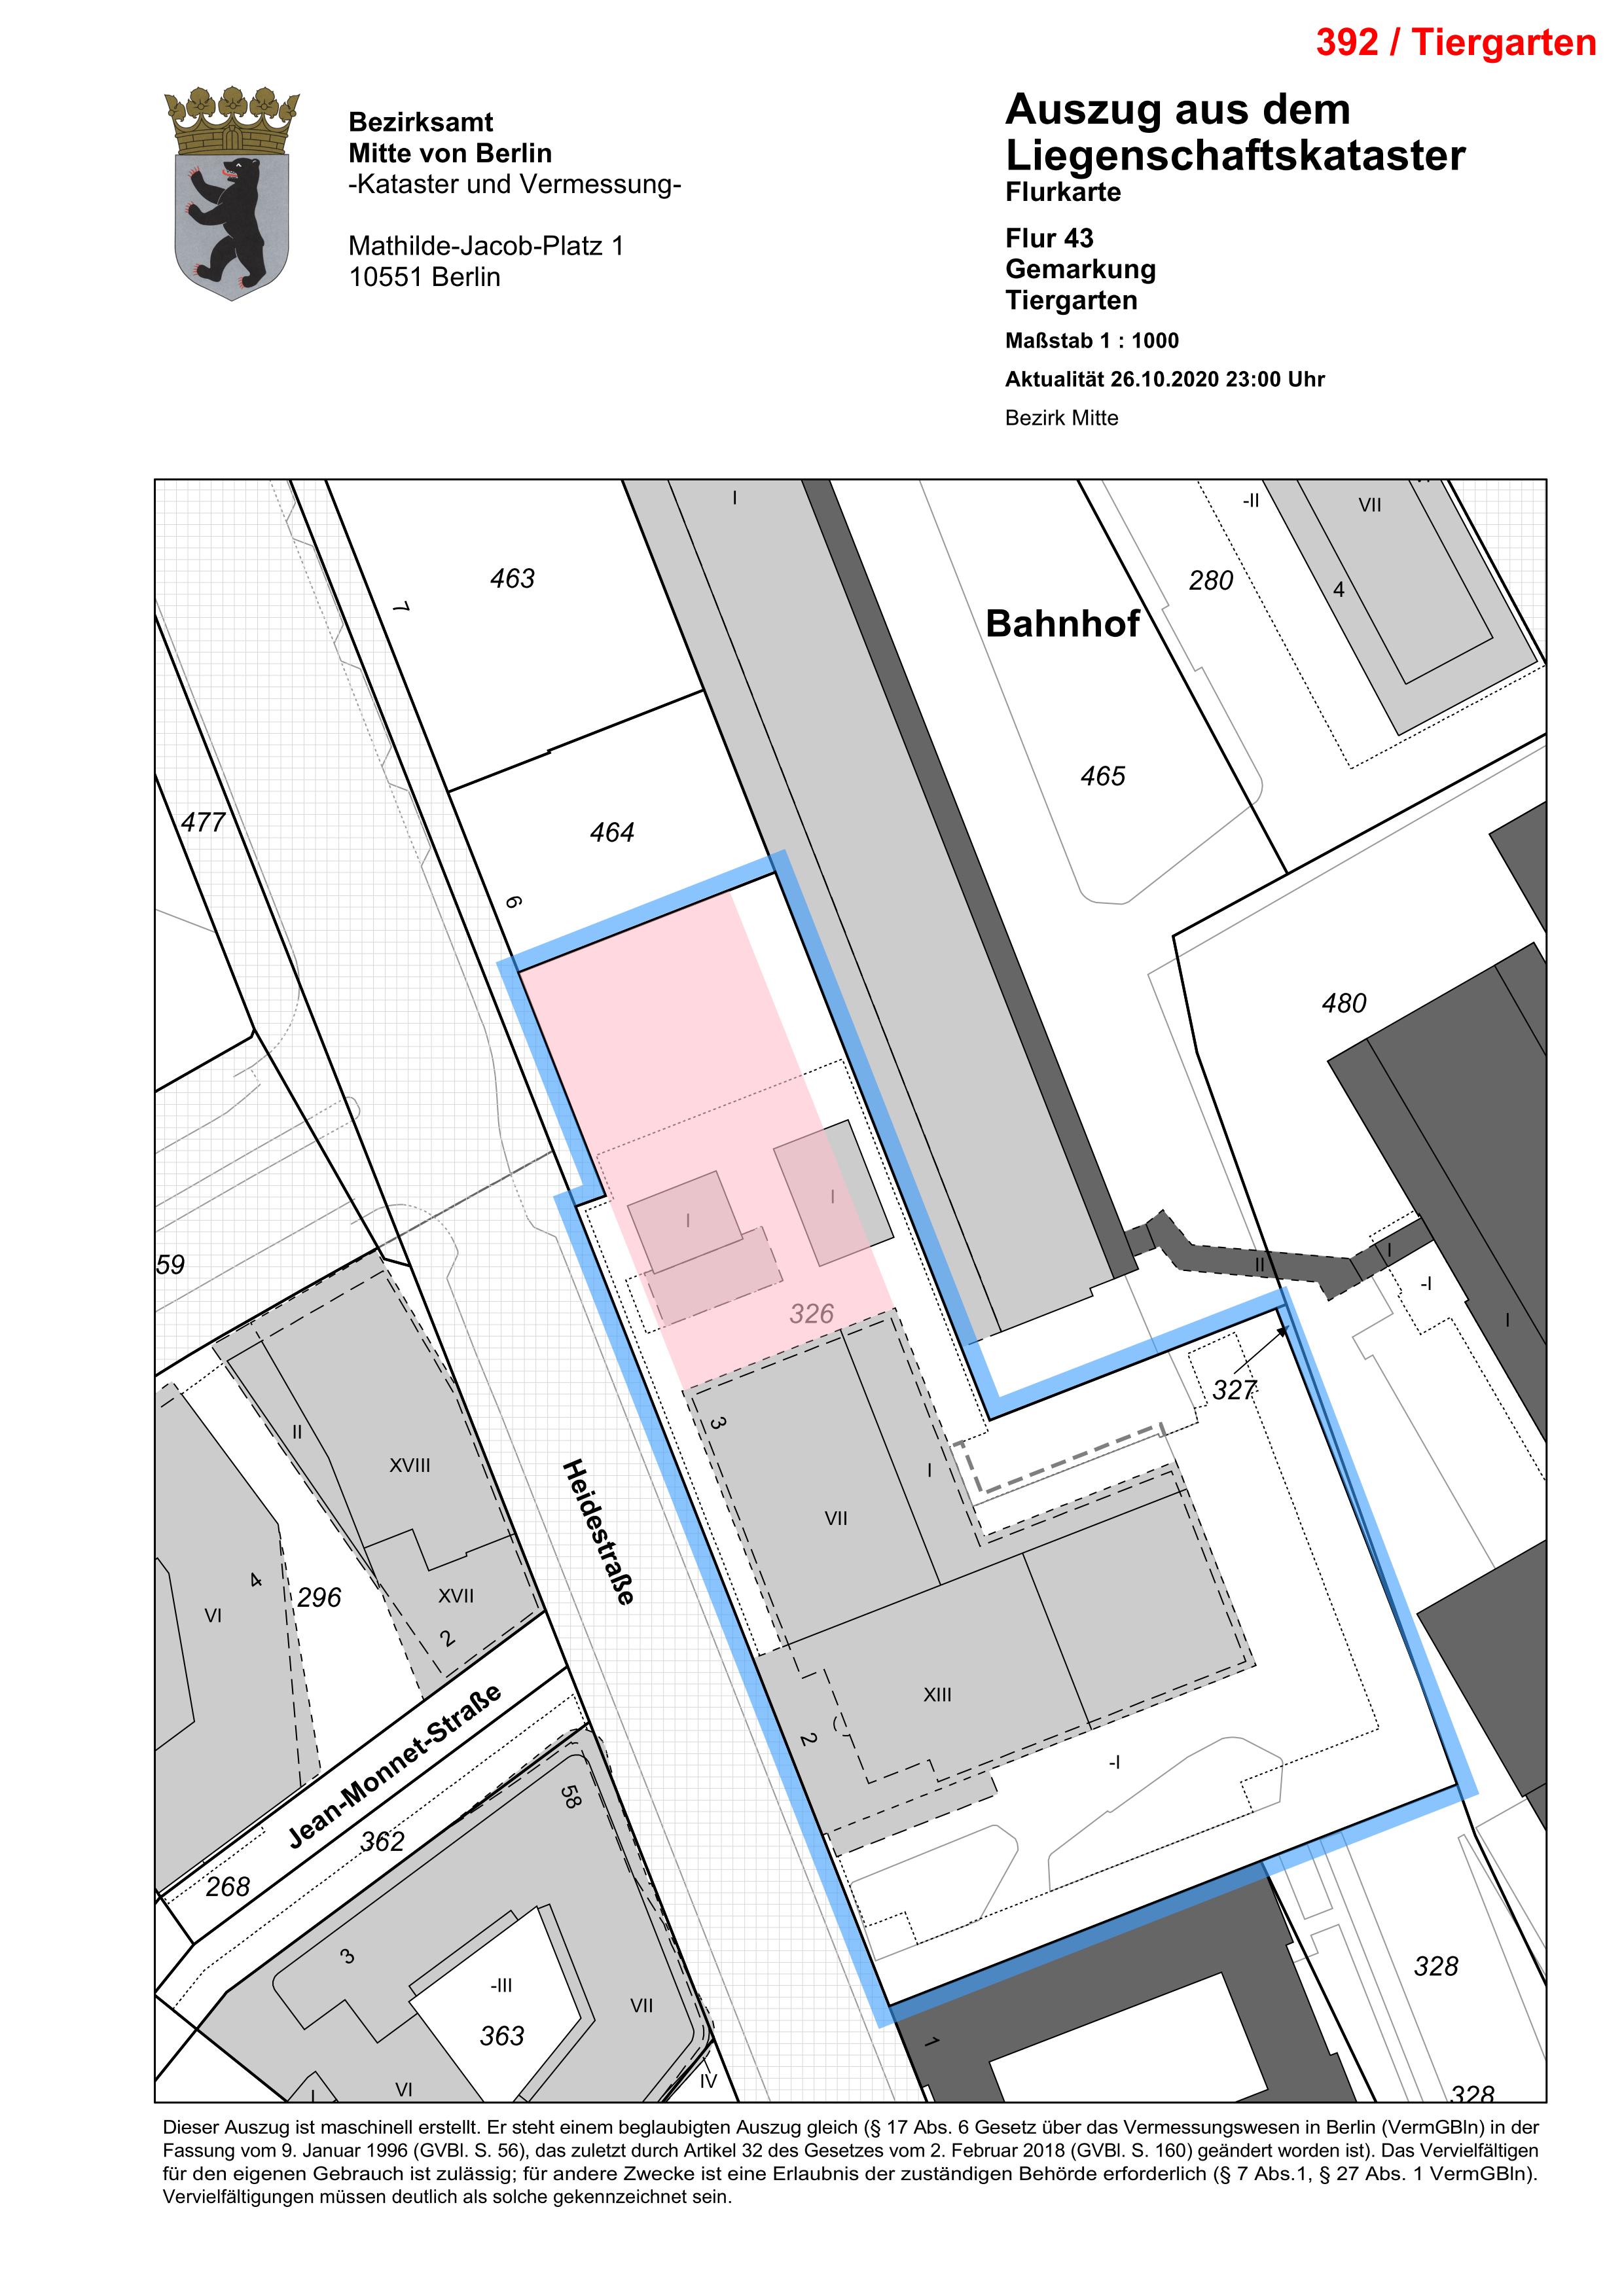 392 / Tiergarten
Bezirksamt
Mitte von Berlin
-Kataster und Vermessung-
Mathilde-Jacob-Platz 1
10551 Berlin
Auszug aus dem
Liegenschaftskataster
Flurkarte
Flur 43
Gemarkung
Tiergarten
Maßstab 1 : 1000
Aktualität 26.10.2020 23:00 Uhr
Bezirk Mitte
I
-II
VII
463
280
4
7
Bahnhof
465
477
464
6
480
I
I
59
II
I
-I
326
I
327
3
II
XVIII
I
VII
Heidestraße
4
296
XVII
VI
2
XIII
2
Jean-Monnet-Straße
-I
58
362
268
3
-III
VII
328
363
1
I
VI
IV
328
Dieser Auszug ist maschinell erstellt. Er steht einem beglaubigten Auszug gleich (§ 17 Abs. 6 Gesetz über das Vermessungswesen in Berlin (VermGBln) in der
Fassung vom 9. Januar 1996 (GVBl. S. 56), das zuletzt durch Artikel 32 des Gesetzes vom 2. Februar 2018 (GVBl. S. 160) geändert worden ist). Das Vervielfältigen
für den eigenen Gebrauch ist zulässig; für andere Zwecke ist eine Erlaubnis der zuständigen Behörde erforderlich (§ 7 Abs.1, § 27 Abs. 1 VermGBln).
Vervielfältigungen müssen deutlich als solche gekennzeichnet sein.